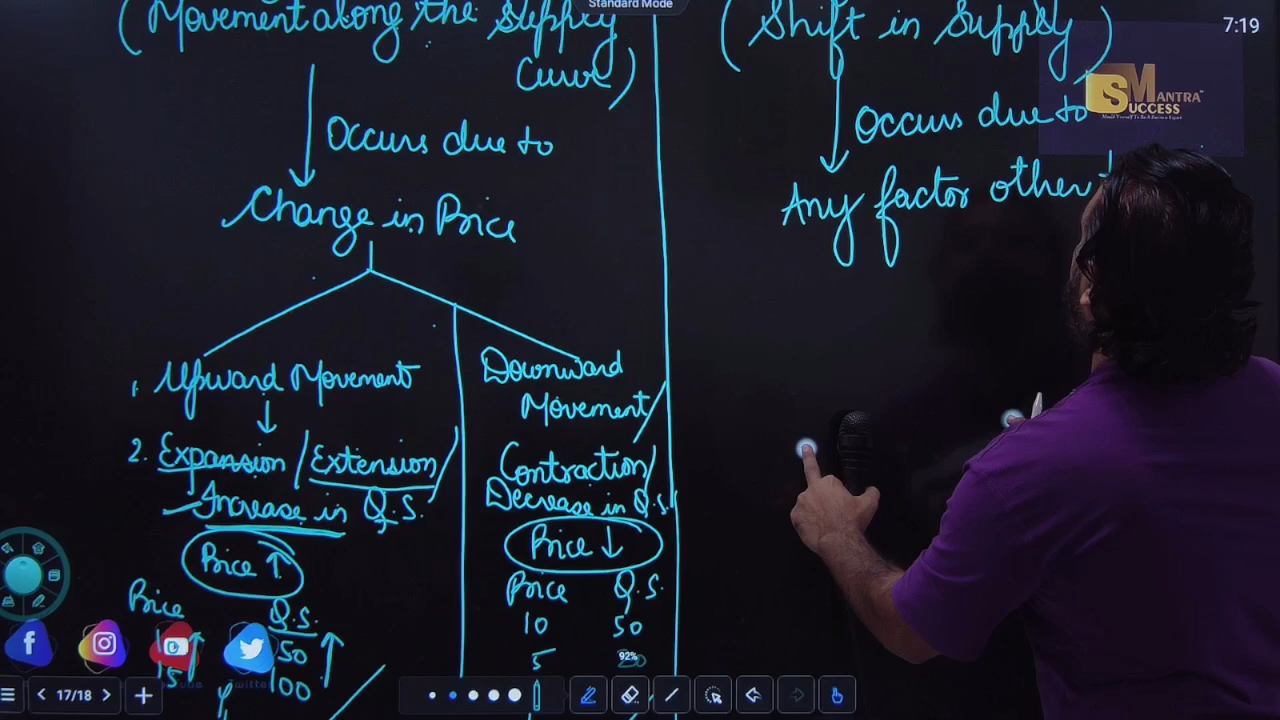 Standard Mode
7:19
(Movement along the Supply
Curve)
Occurs due to
Change in Price
1. Upward Movement
2. Expansion / Extension /
Increase in Q.S.
Price ↑
Price Q.S.
50
15 100
Y
Downward
Movement /
Contraction /
Decrease in Q.S.
Price ↓
Price Q.S.
10 50
5
92%
(Shift in Supply)
Occurs due to
Any factor other
MANTRA
SUCCESS
17/18